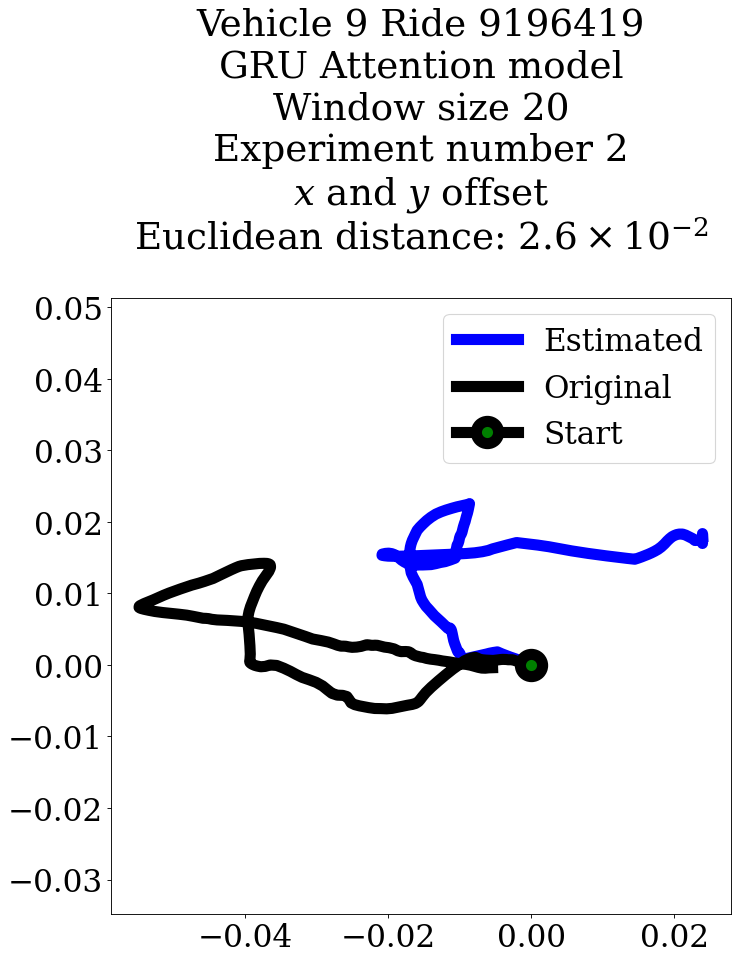 Vehicle 9 Ride 9196419
GRU Attention model
Window size 20
Experiment number 2
x and y offset
Euclidean distance: 2.6 × 10⁻²
0.05
0.04
0.03
0.02
0.01
0.00
−0.01
−0.02
−0.03
Estimated
Original
Start
−0.04 −0.02 0.00 0.02